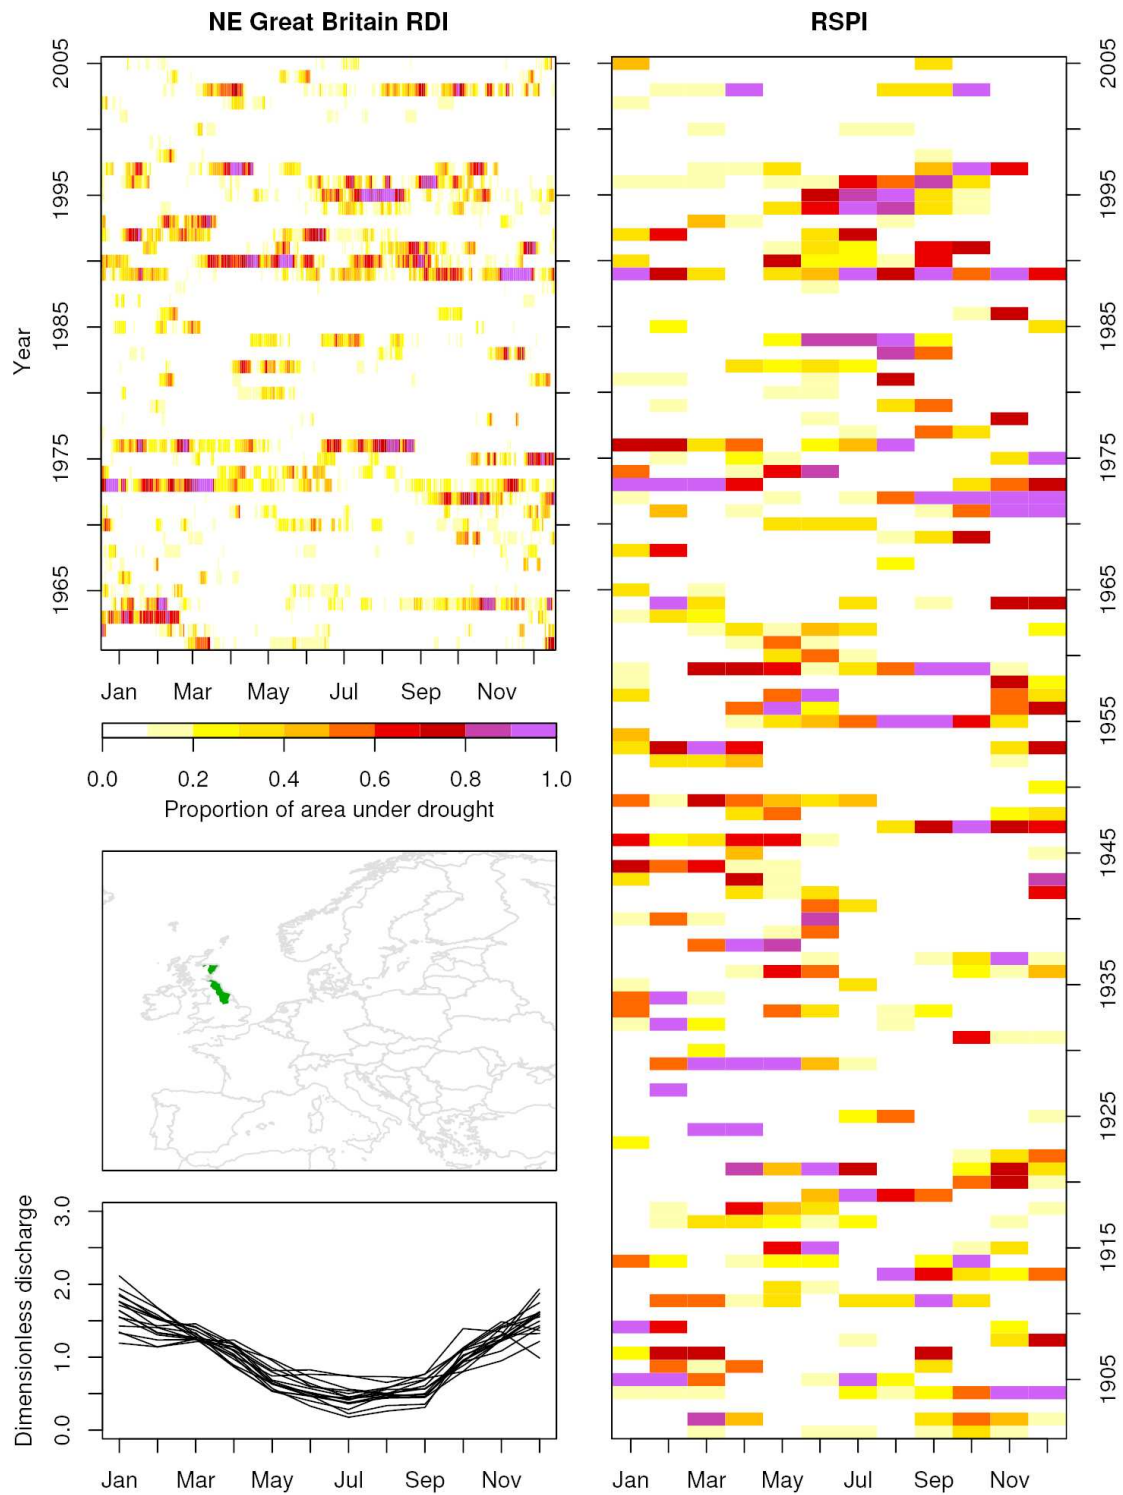 NE Great Britain RDI
RSPI
Year
2005
1995
1985
1975
1965
Jan Mar May Jul Sep Nov
0.0 0.2 0.4 0.6 0.8 1.0
Proportion of area under drought
Dimensionless discharge
3.0
2.0
1.0
0.0
Jan Mar May Jul Sep Nov
2005
1995
1985
1975
1965
1955
1945
1935
1925
1915
1905
Jan Mar May Jul Sep Nov